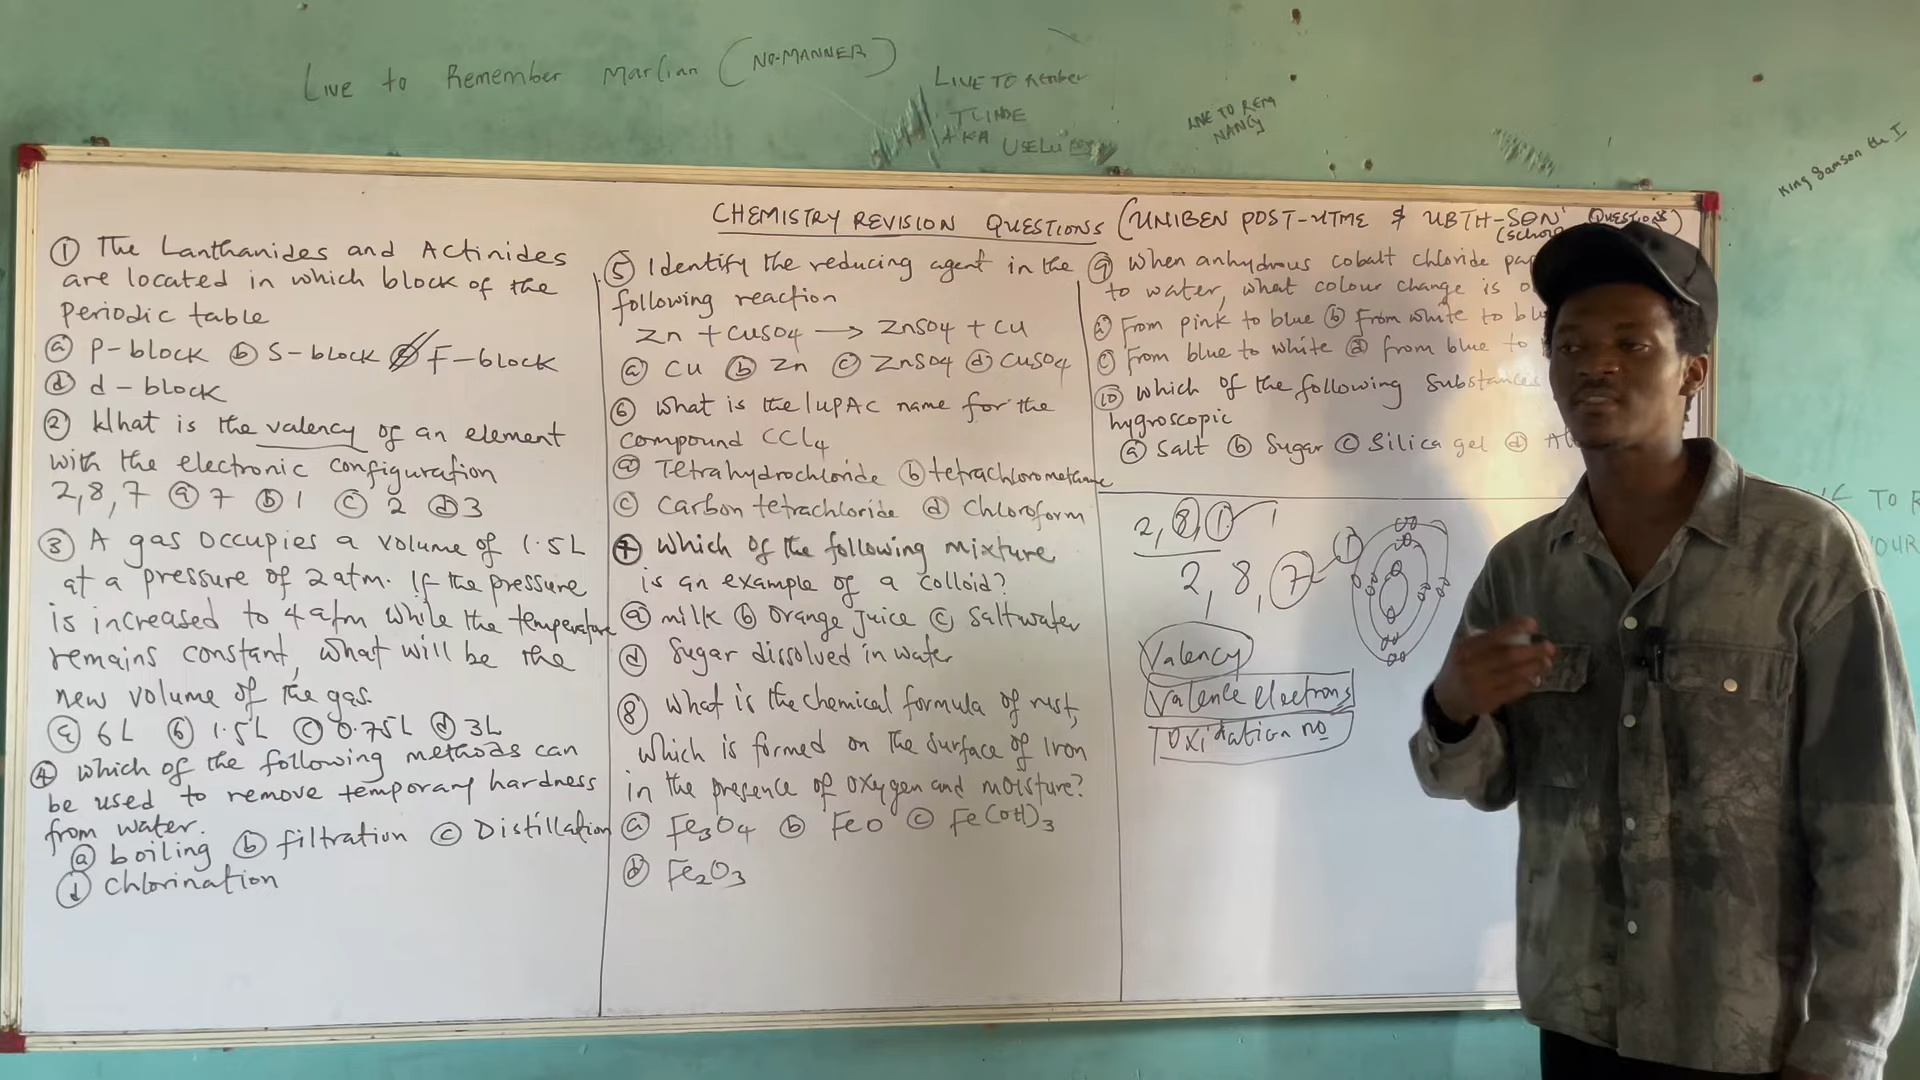 Live to Remember Marlian (NO-MANNER)
LIVE TO Rember
TLINDE
AKA USELU
LIVE TO REM
NANCY
King Samson the I
CHEMISTRY REVISION QUESTIONS (UNIBEN POST-UTME & UBTH-SON QUESTIONS)
① The Lanthanides and Actinides
are located in which block of the
Periodic table
ⓐ P-block ⓑ S-block ⓒ F-block
ⓓ d-block
② What is the valency of an element
with the electronic configuration
2,8,7 ⓐ 7 ⓑ 1 ⓒ 2 ⓓ 3
③ A gas occupies a volume of 1.5L
at a pressure of 2atm. If the pressure
is increased to 4atm while the temperature
remains constant, what will be the
new volume of the gas.
ⓐ 6L ⓑ 1.5L ⓒ 0.75L ⓓ 3L
④ which of the following methods can
be used to remove temporary hardness
from water.
ⓐ boiling ⓑ filtration ⓒ Distillation
ⓓ chlorination
⑤ Identify the reducing agent in the
following reaction
Zn + CuSO4 → ZnSO4 + Cu
ⓐ Cu ⓑ Zn ⓒ ZnSO4 ⓓ CuSO4
⑥ What is the IUPAC name for the
compound CCl4
ⓐ Tetrahydrochloride ⓑ tetrachloromethane
ⓒ Carbon tetrachloride ⓓ Chloroform
⑦ Which of the following mixture
is an example of a colloid?
ⓐ milk ⓑ Orange juice ⓒ Saltwater
ⓓ Sugar dissolved in water
⑧ What is the chemical formula of rust,
which is formed on the surface of Iron
in the presence of oxygen and moisture?
ⓐ Fe3O4 ⓑ FeO ⓒ Fe(OH)3
ⓓ Fe2O3
⑨ When anhydrous cobalt chloride pap
to water, what colour change is o
ⓐ From pink to blue ⓑ from white to blu
ⓒ From blue to white ⓓ from blue to
⑩ Which of the following Substances
hygroscopic
ⓐ Salt ⓑ Sugar ⓒ Silica gel ⓓ Al
2,8,1 1
2,8,7 1
Valency
Valence electrons
Oxidation no
TO R
OUR